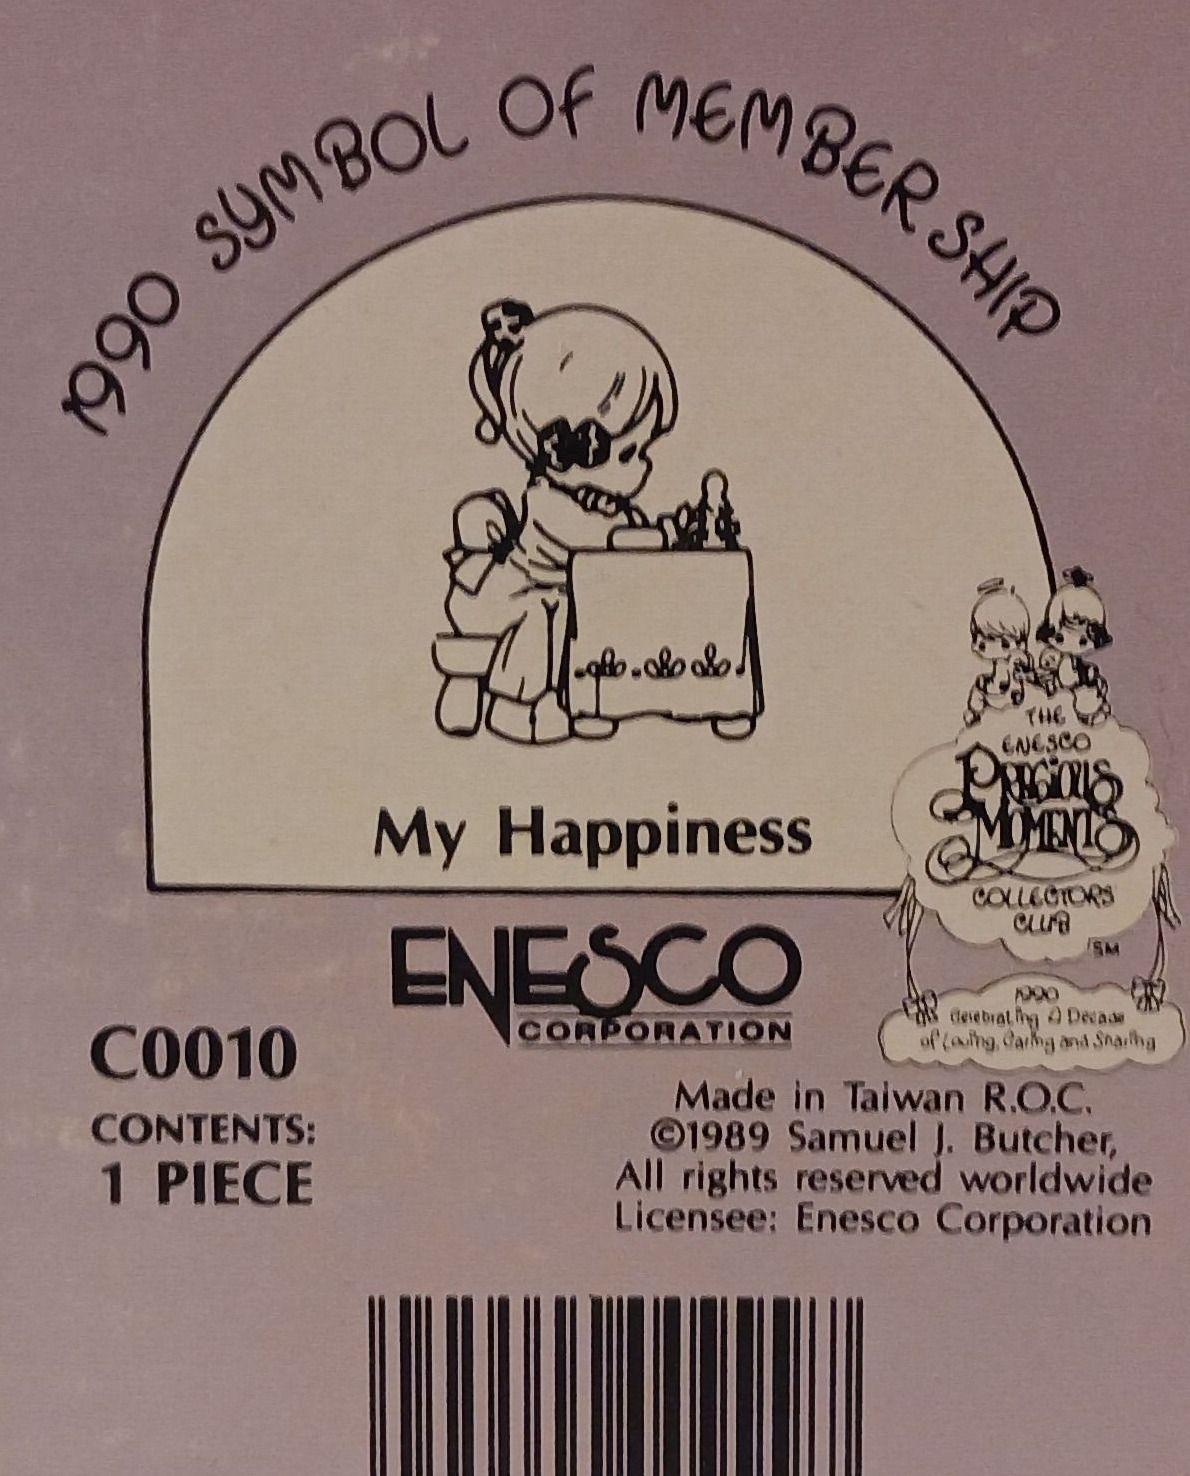 1990 SYMBOL OF MEMBERSHIP
My Happiness
THE
ENESCO
PRECIOUS
MOMENTS
COLLECTORS
CLUB
SM
1990
Celebrating A Decade
of Loving, Caring and Sharing
ENESCO
CORPORATION
C0010
CONTENTS:
1 PIECE
Made in Taiwan R.O.C.
©1989 Samuel J. Butcher,
All rights reserved worldwide
Licensee: Enesco Corporation